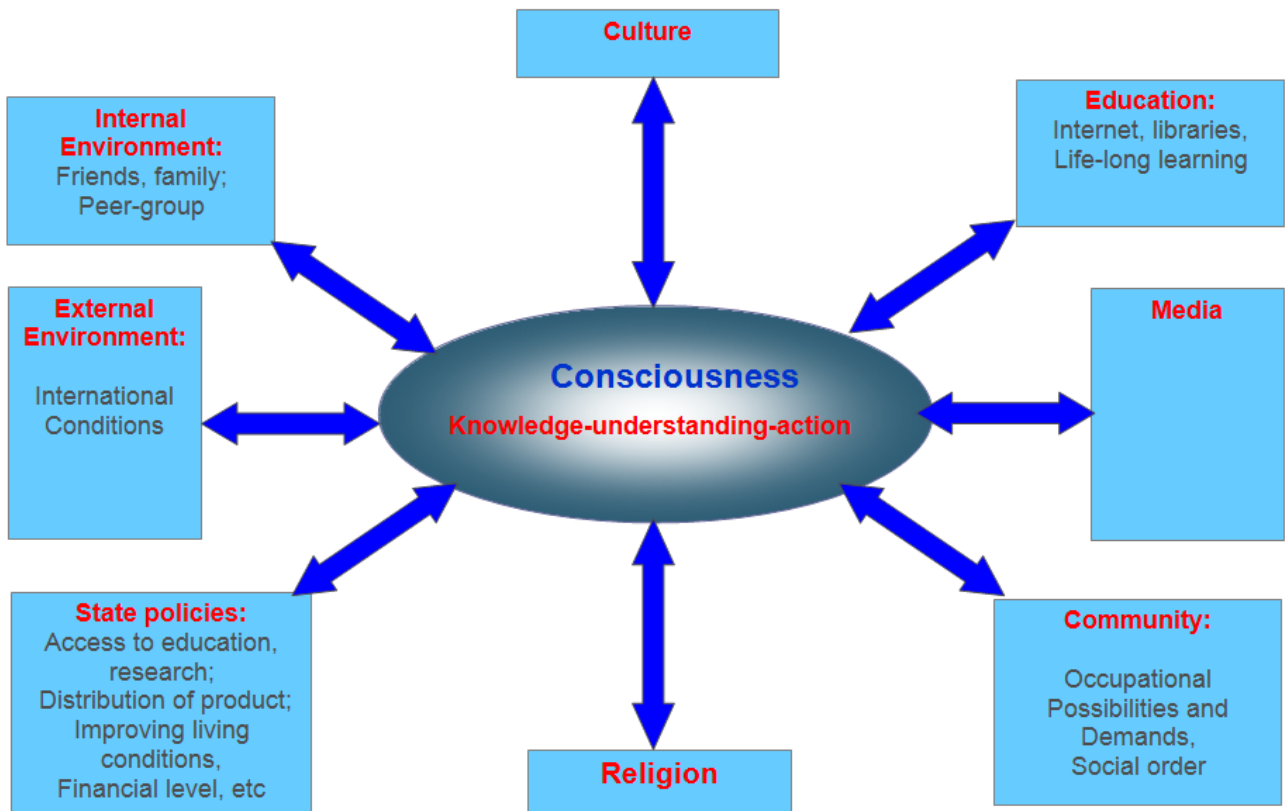 Culture
Internal
Environment:
Friends, family;
Peer-group
Education:
Internet, libraries,
Life-long learning
External
Environment:
International
Conditions
Consciousness
Knowledge-understanding-action
Media
State policies:
Access to education,
research;
Distribution of product;
Improving living
conditions,
Financial level, etc
Religion
Community:
Occupational
Possibilities and
Demands,
Social order